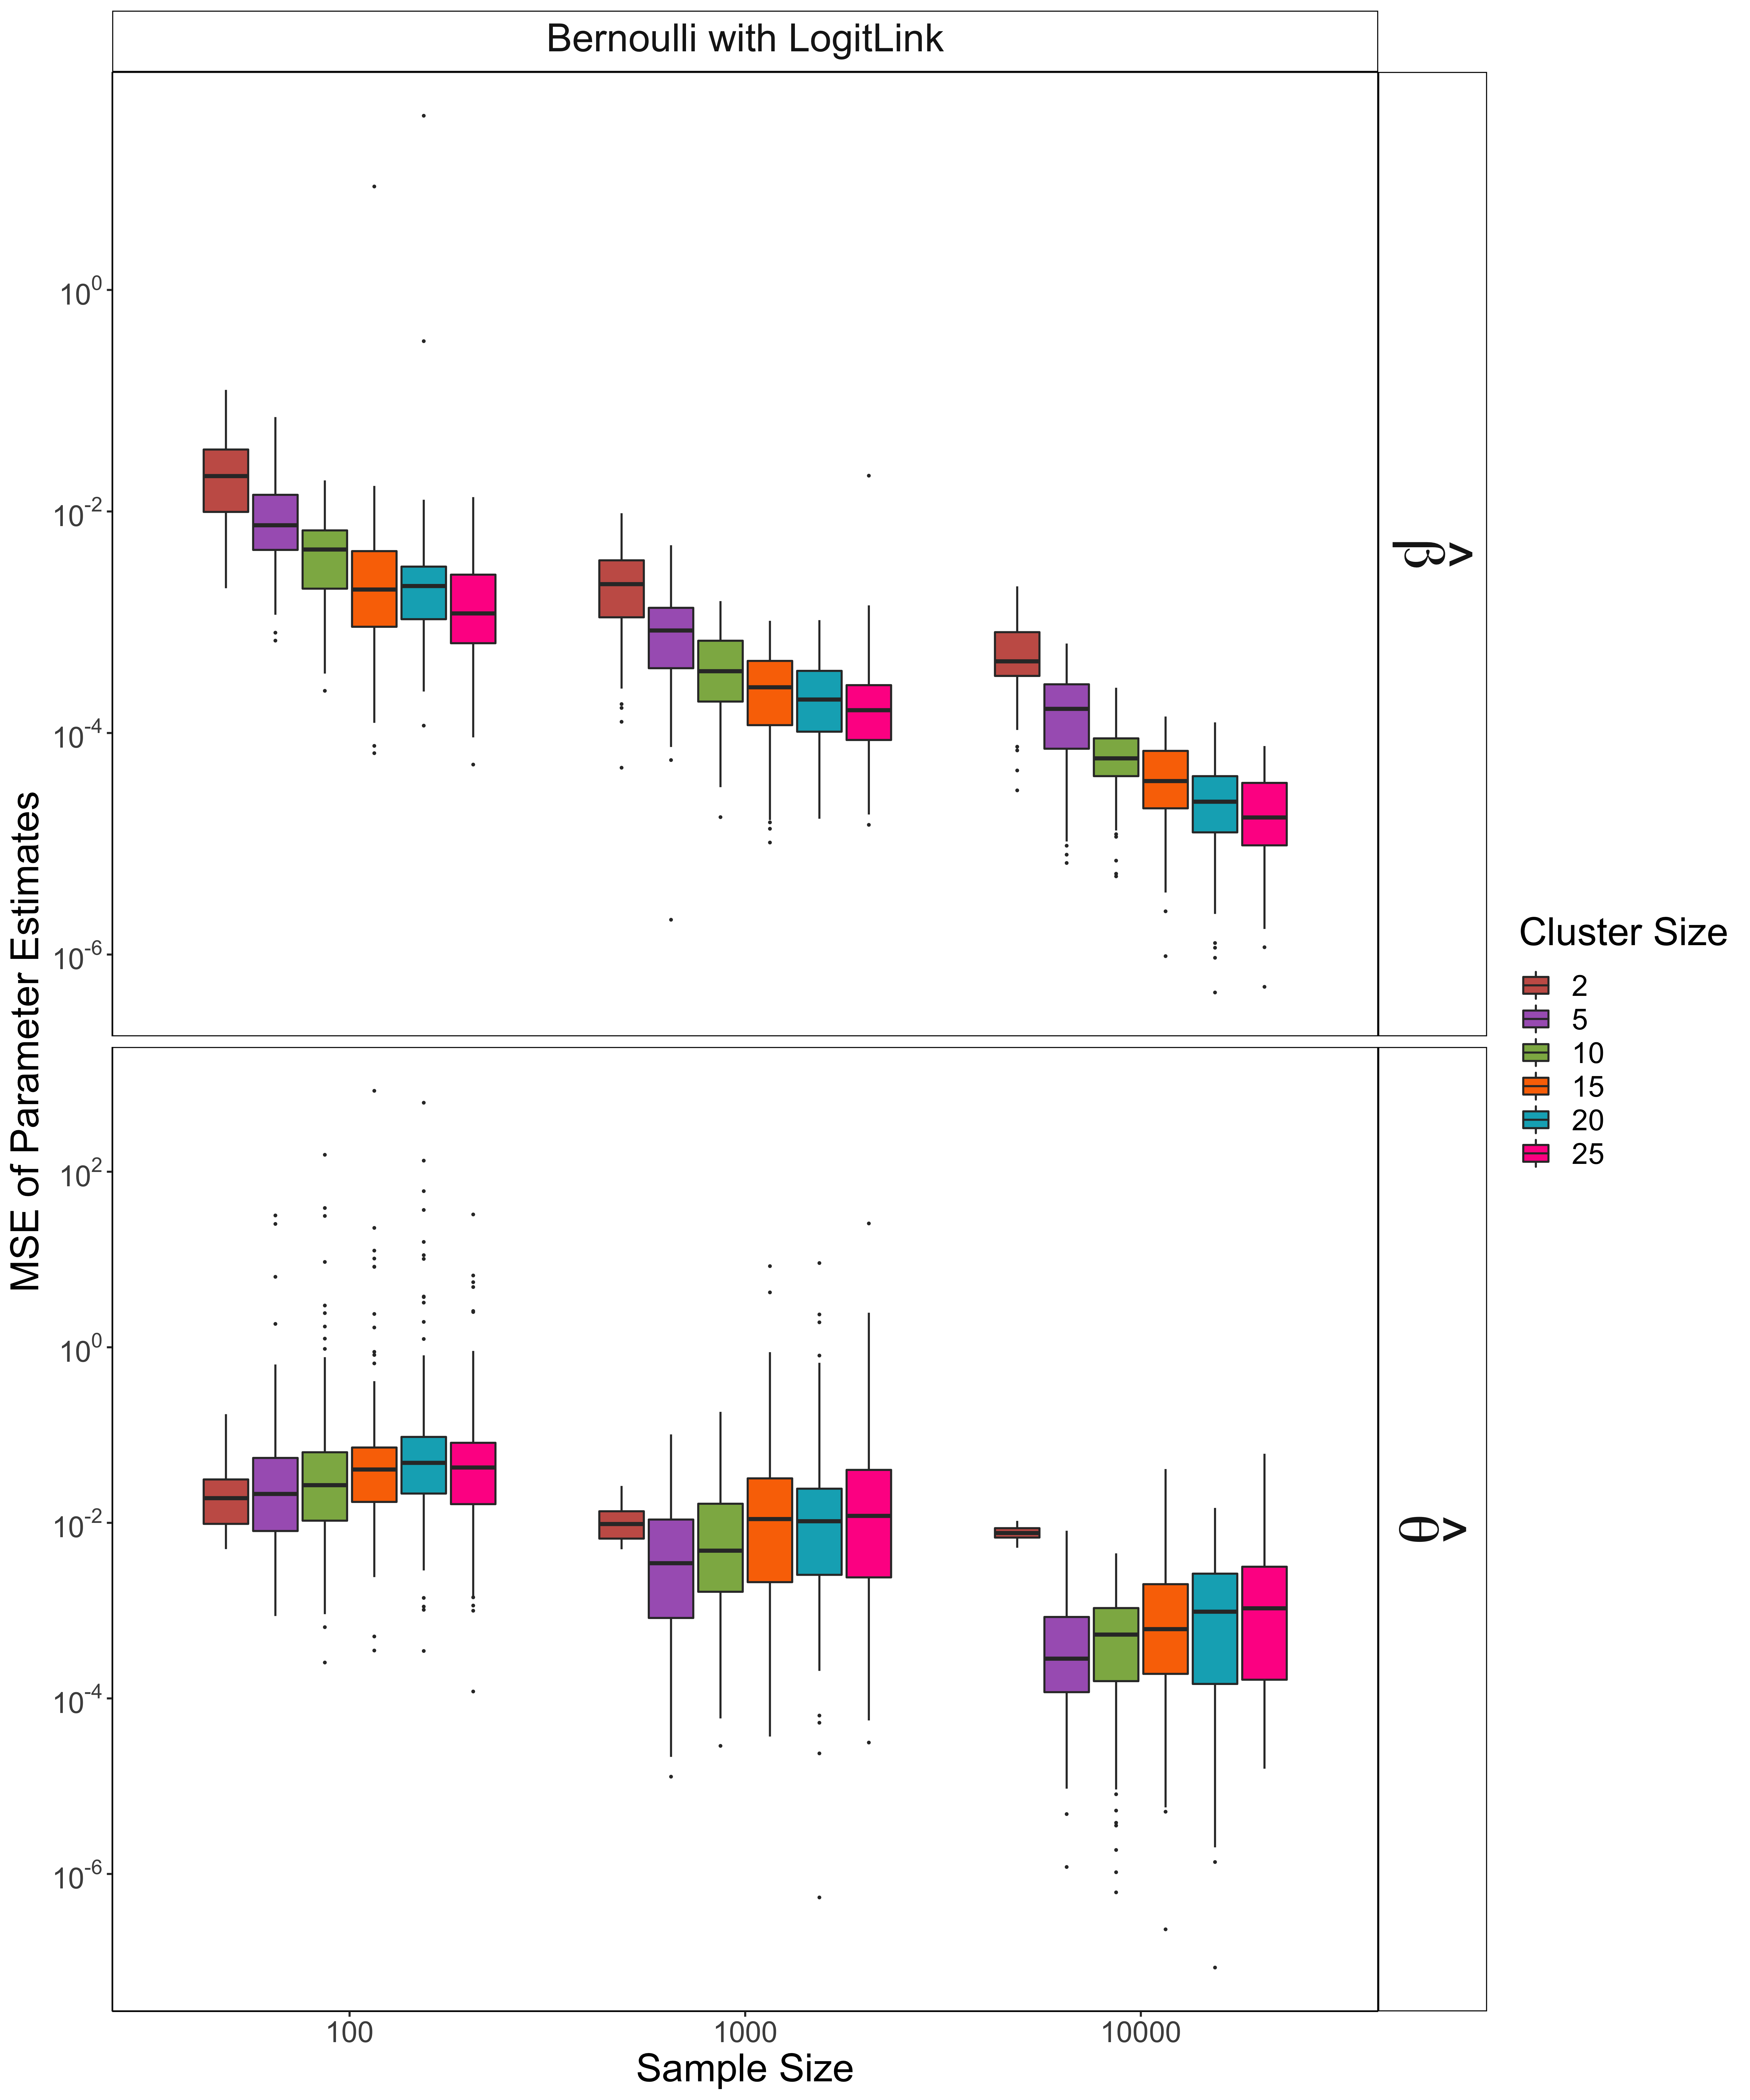 Bernoulli with LogitLink
MSE of Parameter Estimates
10^0
10^-2
10^-4
10^-6
β̂
10^2
10^0
10^-2
10^-4
10^-6
θ̂
100 1000 10000
Sample Size
Cluster Size
2
5
10
15
20
25